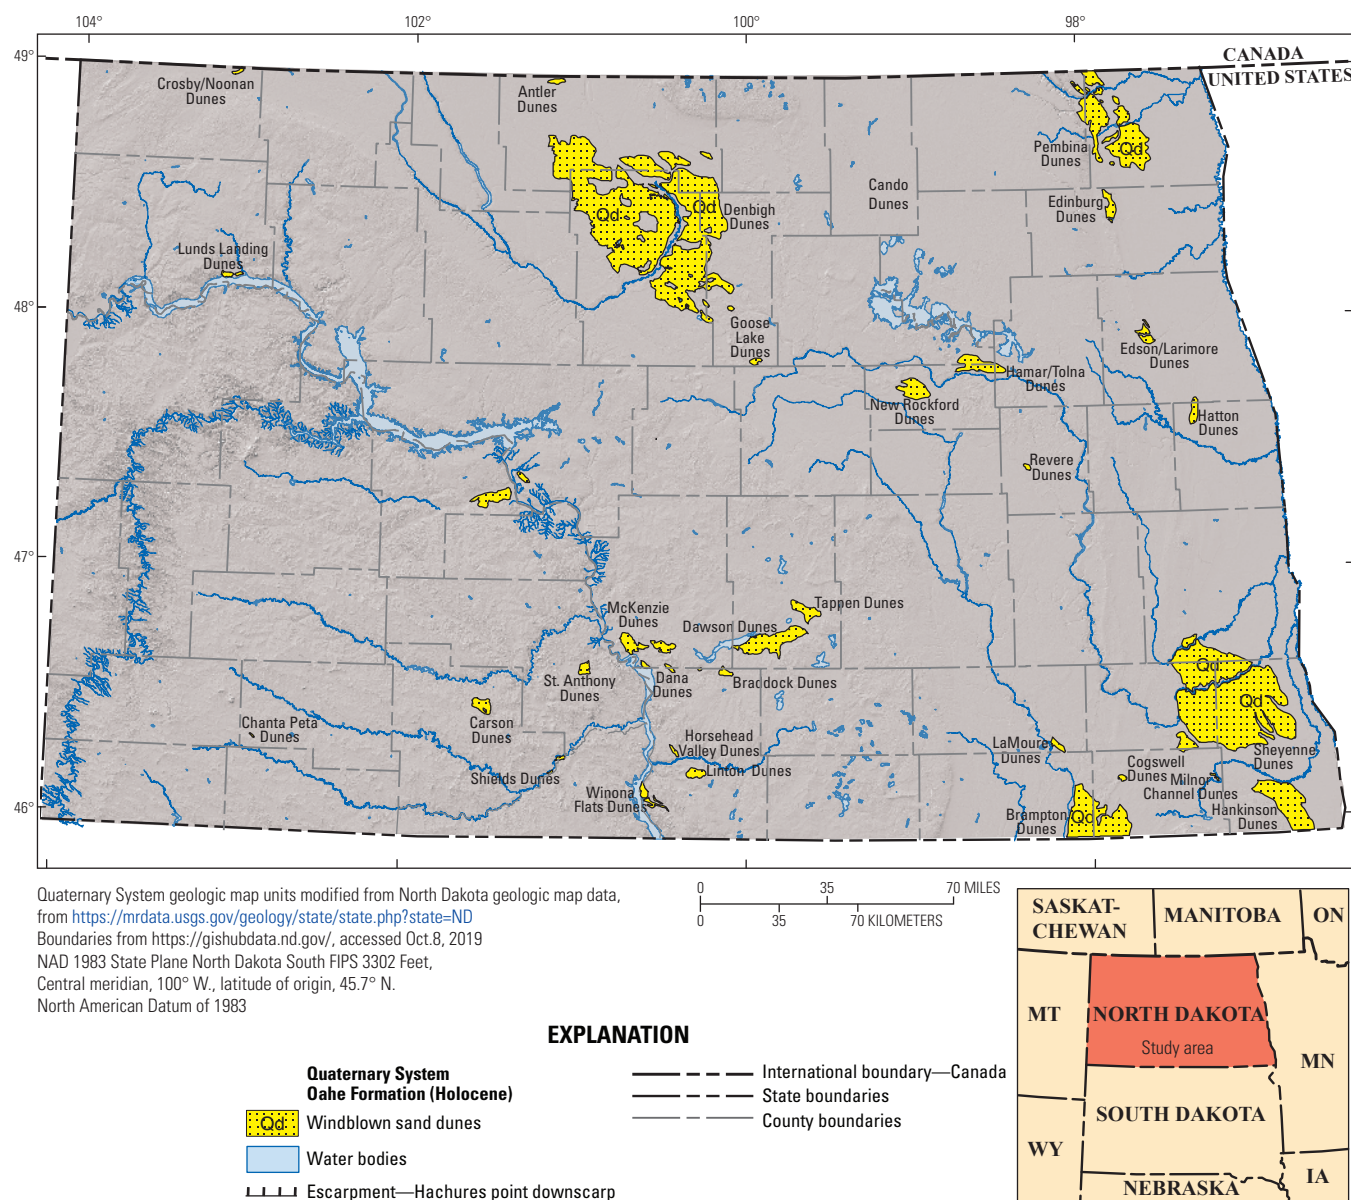 104°
102°
100°
98°
49°
CANADA
UNITED STATES
Crosby/Noonan
Dunes
Antler
Dunes
Pembina
Dunes
Qd
Cando
Dunes
Edinburg
Dunes
Qd
Qd
Denbigh
Dunes
Lunds Landing
Dunes
48°
Goose
Lake
Dunes
Edson/Larimore
Dunes
Hamar/Tolna
Dunes
New Rockford
Dunes
Hatton
Dunes
Revere
Dunes
47°
McKenzie
Dunes
Tappen Dunes
Dawson Dunes
St. Anthony
Dunes
Dana
Dunes
Braddock Dunes
Qd
Qd
Chanta Peta
Dunes
Carson
Dunes
Horsehead
Valley Dunes
LaMoure
Dunes
Sheyenne
Dunes
Shields Dunes
Linton Dunes
Cogswell
Dunes
Milnor
Channel Dunes
Winona
Flats Dunes
46°
Brampton
Dunes
Qd
Hankinson
Dunes
Quaternary System geologic map units modified from North Dakota geologic map data,
from https://mrdata.usgs.gov/geology/state/state.php?state=ND
Boundaries from https://gishubdata.nd.gov/, accessed Oct.8, 2019
NAD 1983 State Plane North Dakota South FIPS 3302 Feet,
Central meridian, 100° W., latitude of origin, 45.7° N.
North American Datum of 1983
0 35 70 MILES
0 35 70 KILOMETERS
SASKAT-
CHEWAN
MANITOBA
ON
MT
NORTH DAKOTA
Study area
MN
SOUTH DAKOTA
WY
NEBRASKA
IA
EXPLANATION
Quaternary System
Oahe Formation (Holocene)
Qd Windblown sand dunes
Water bodies
Escarpment—Hachures point downscarp
International boundary—Canada
State boundaries
County boundaries